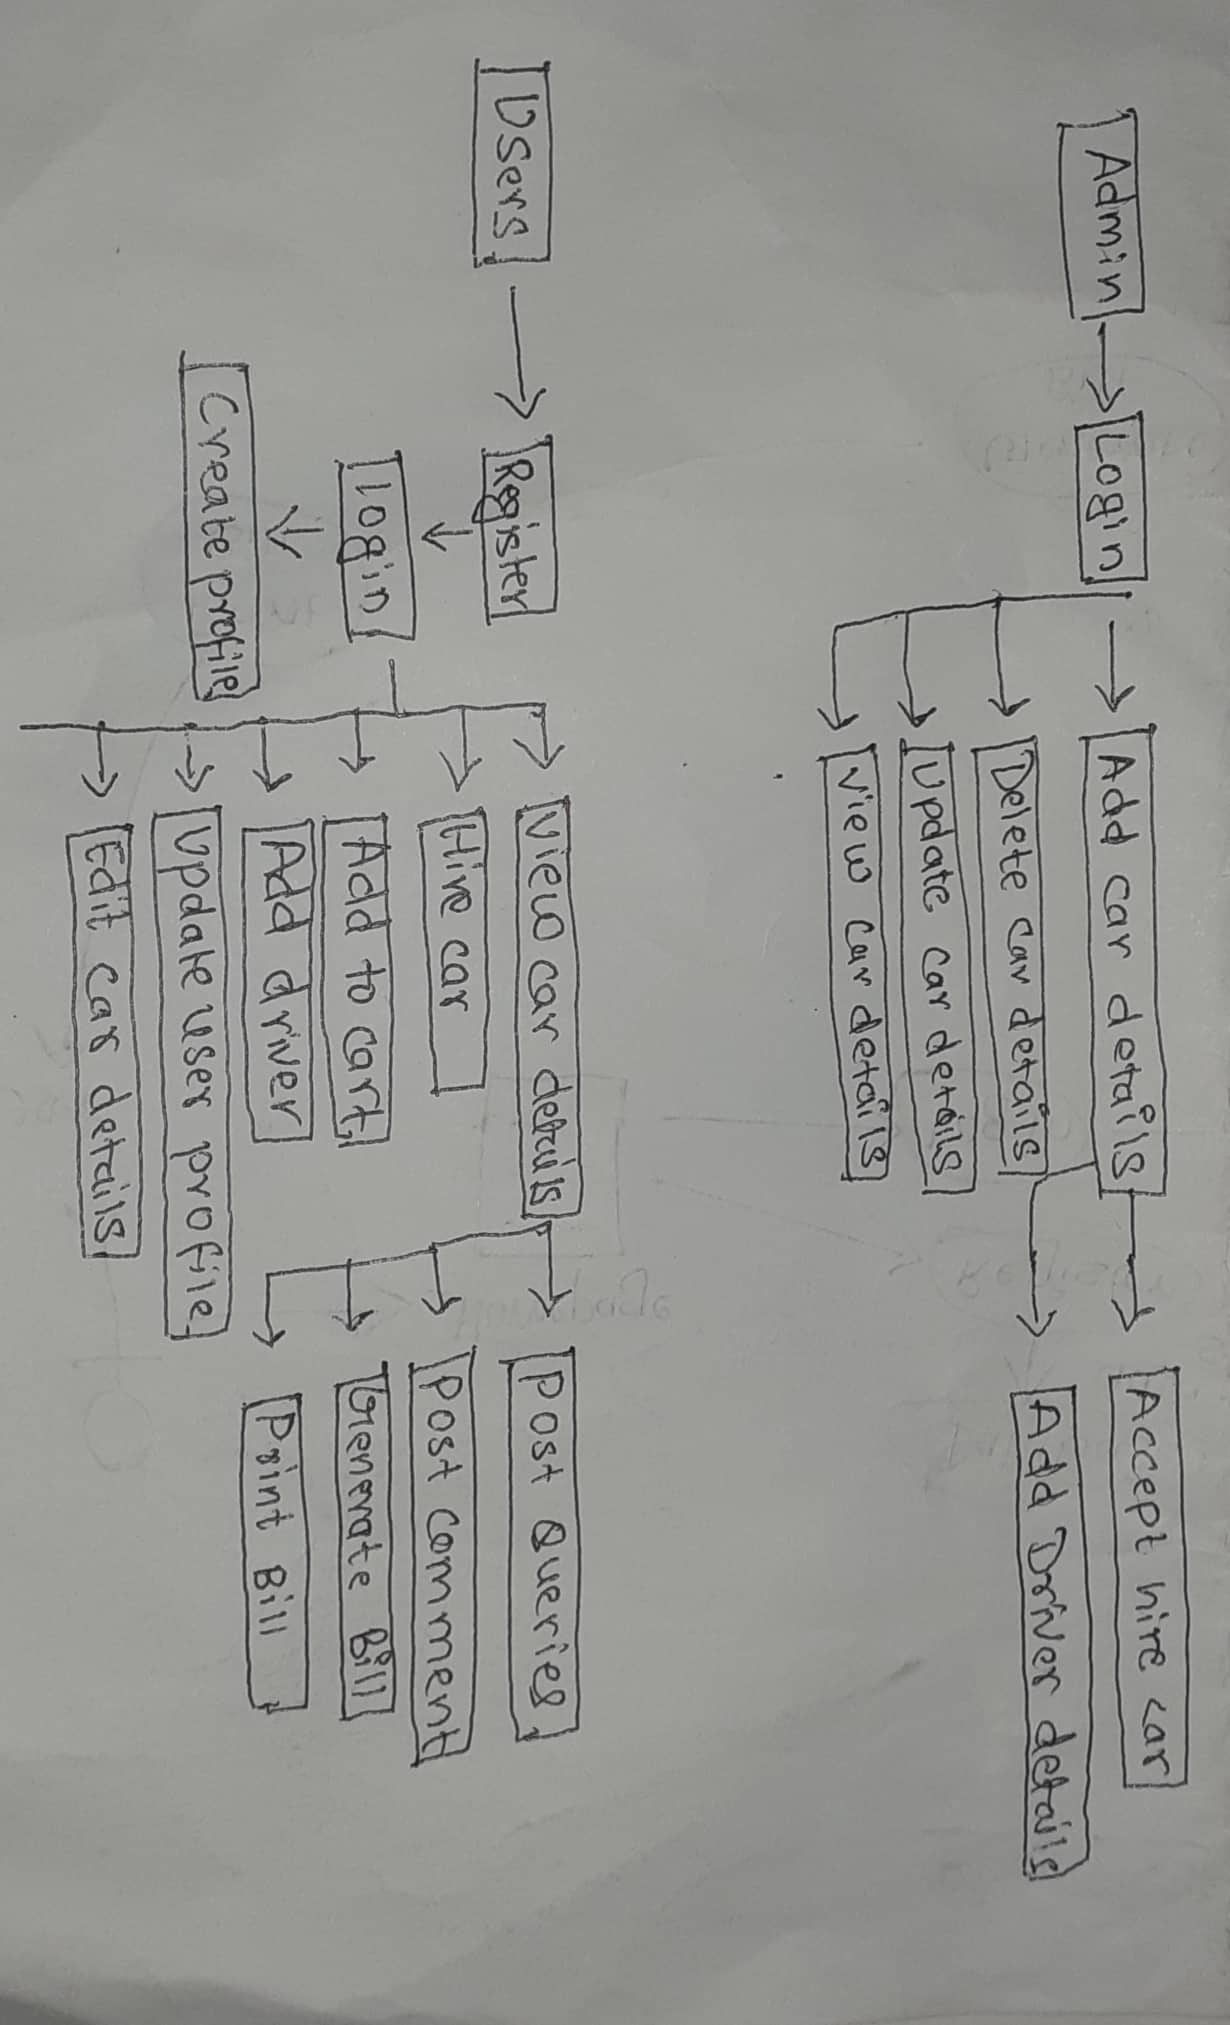 Admin
Login
Add car details
Delete car details
Update car details
View car details
Accept hire car
Add Driver details
Users
Register
Login
Create profile
View car details
Hire car
Add to cart
Add driver
Update user profile
Edit car details
Post Queries
Post Comment
Generate Bill
Print Bill